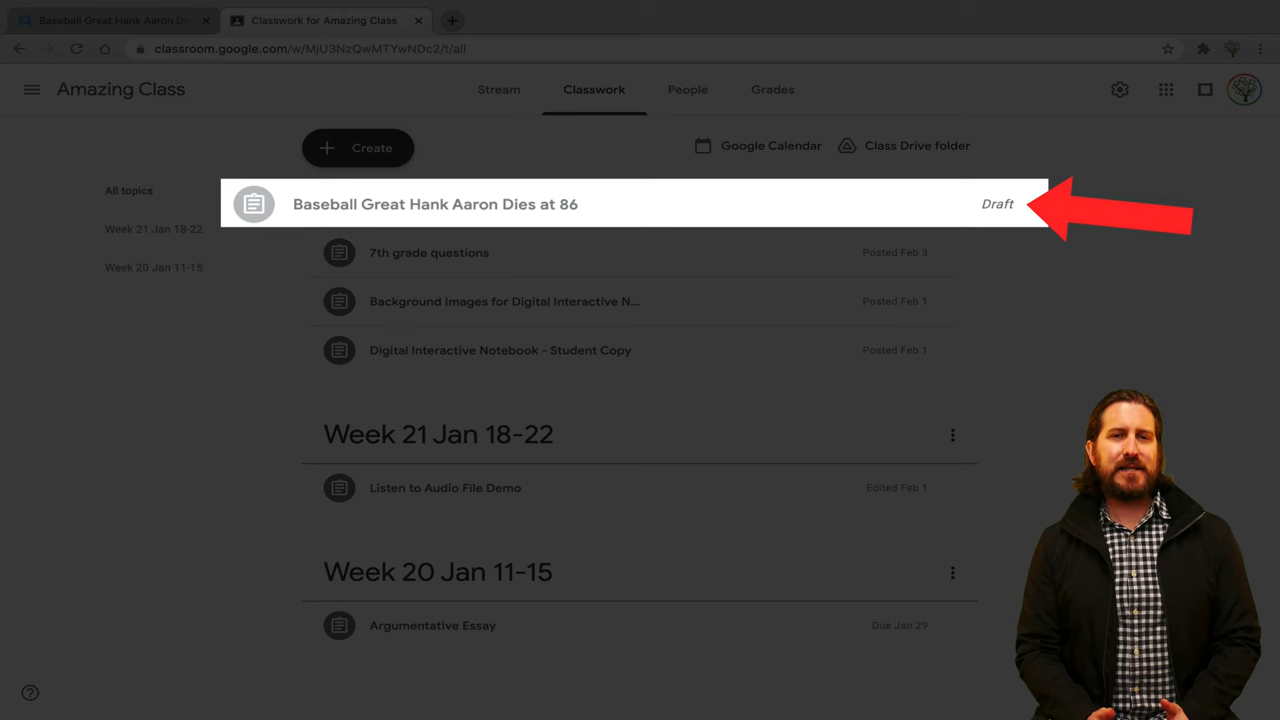 Baseball Great Hank Aaron Dies
Classwork for Amazing Class
classroom.google.com/w/MjU3NzQwMTYwNDc2/t/all
Amazing Class
Stream
Classwork
People
Grades
Create
Google Calendar
Class Drive folder
All topics
Week 21 Jan 18-22
Week 20 Jan 11-15
Baseball Great Hank Aaron Dies at 86
Draft
7th grade questions
Posted Feb 3
Background Images for Digital Interactive N...
Posted Feb 1
Digital Interactive Notebook - Student Copy
Posted Feb 1
Week 21 Jan 18-22
Listen to Audio File Demo
Edited Feb 1
Week 20 Jan 11-15
Argumentative Essay
Due Jan 29